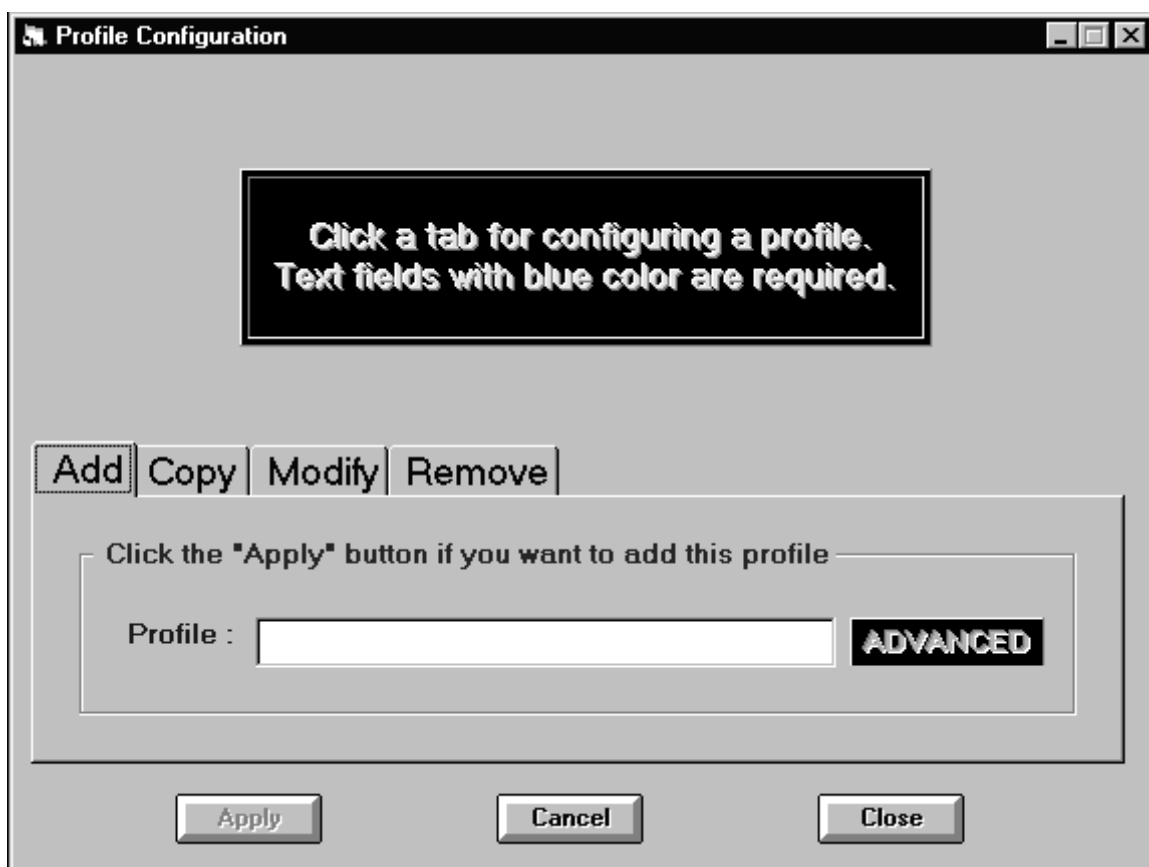 Profile Configuration
Click a tab for configuring a profile.
Text fields with blue color are required.
Add Copy Modify Remove
Click the "Apply" button if you want to add this profile
Profile : ADVANCED
Apply Cancel Close